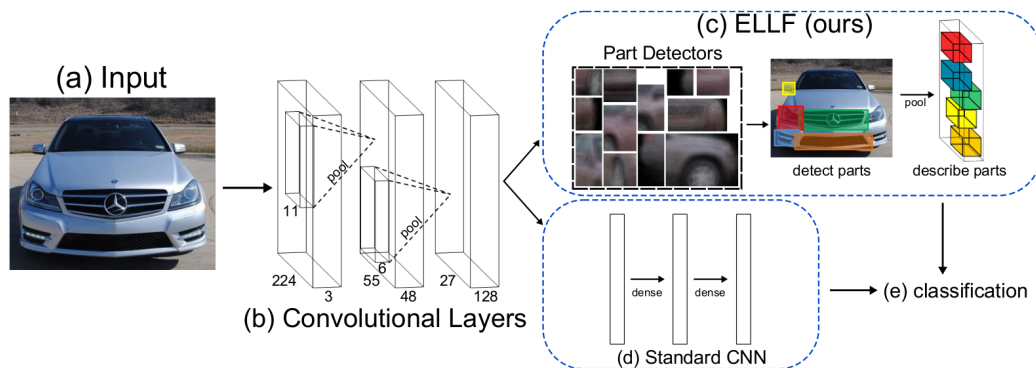 (a) Input
11
pool
6
pool
224
3
55
48
27
128
(b) Convolutional Layers
(c) ELLF (ours)
Part Detectors
detect parts
pool
describe parts
dense
dense
(d) Standard CNN
(e) classification